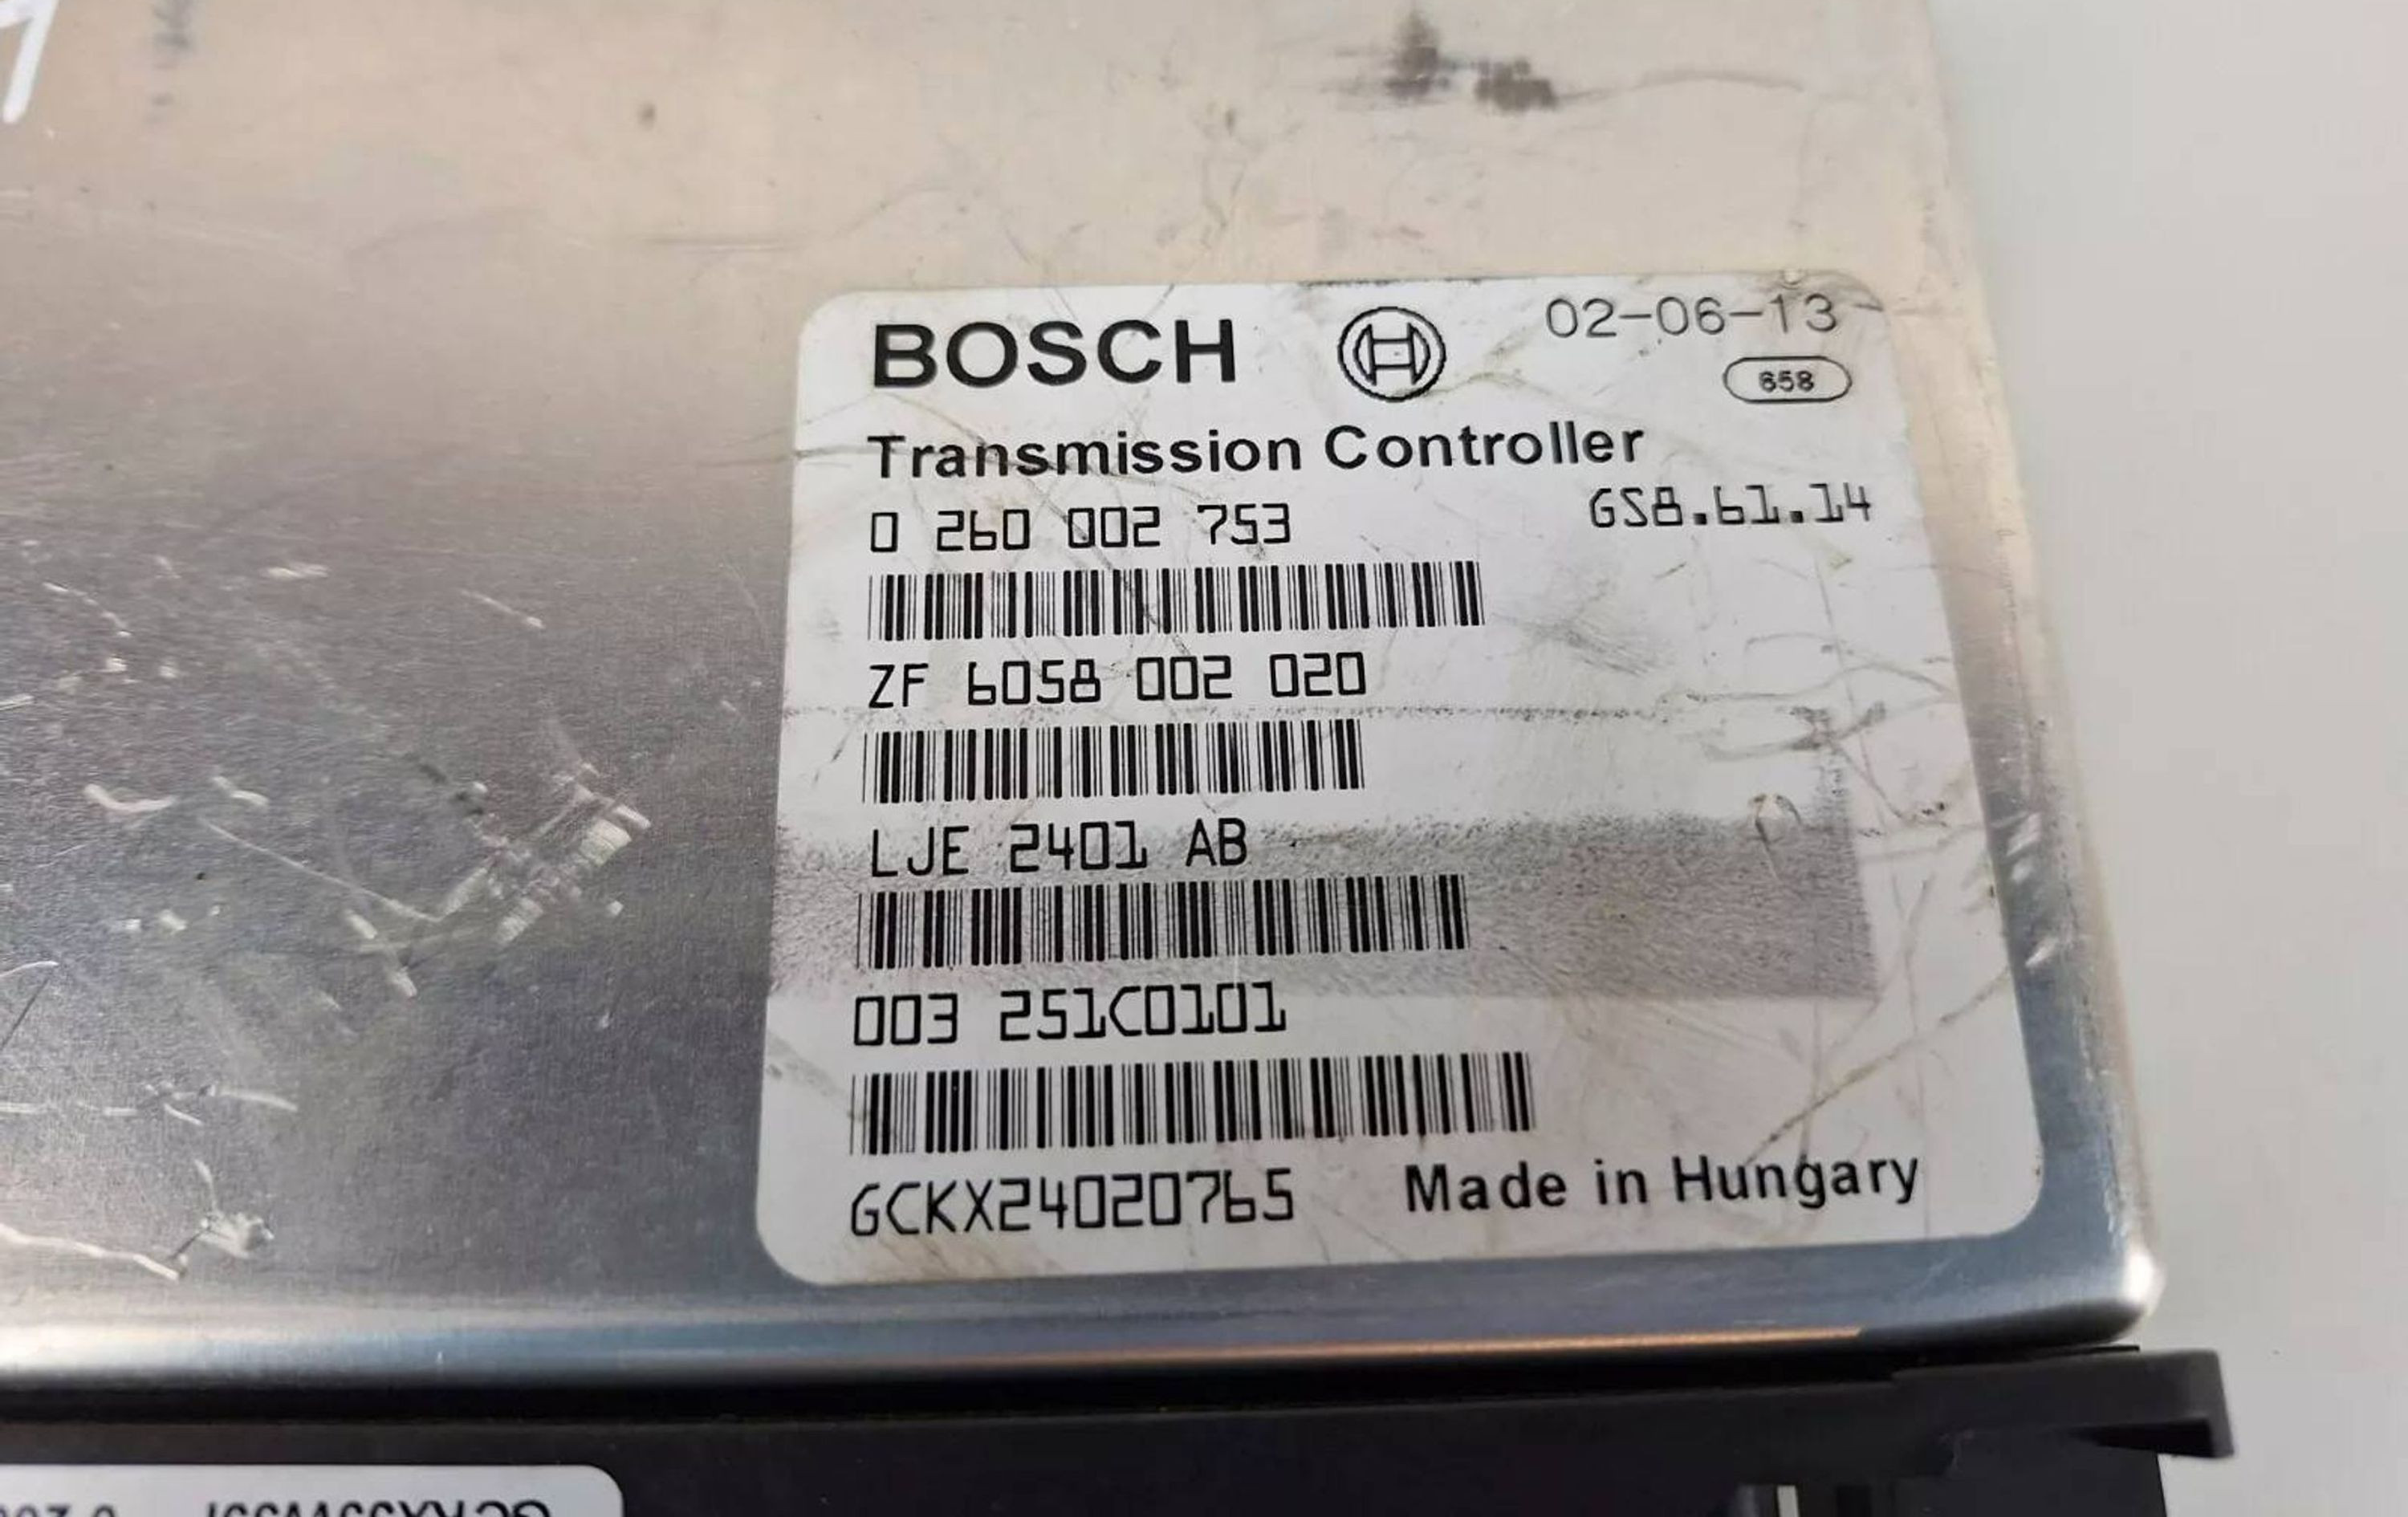 BOSCH 02-06-13
658
Transmission Controller
0 260 002 753 GS8.61.14
ZF 6058 002 020
LJE 2401 AB
003 251C0101
GCKX24020765 Made in Hungary